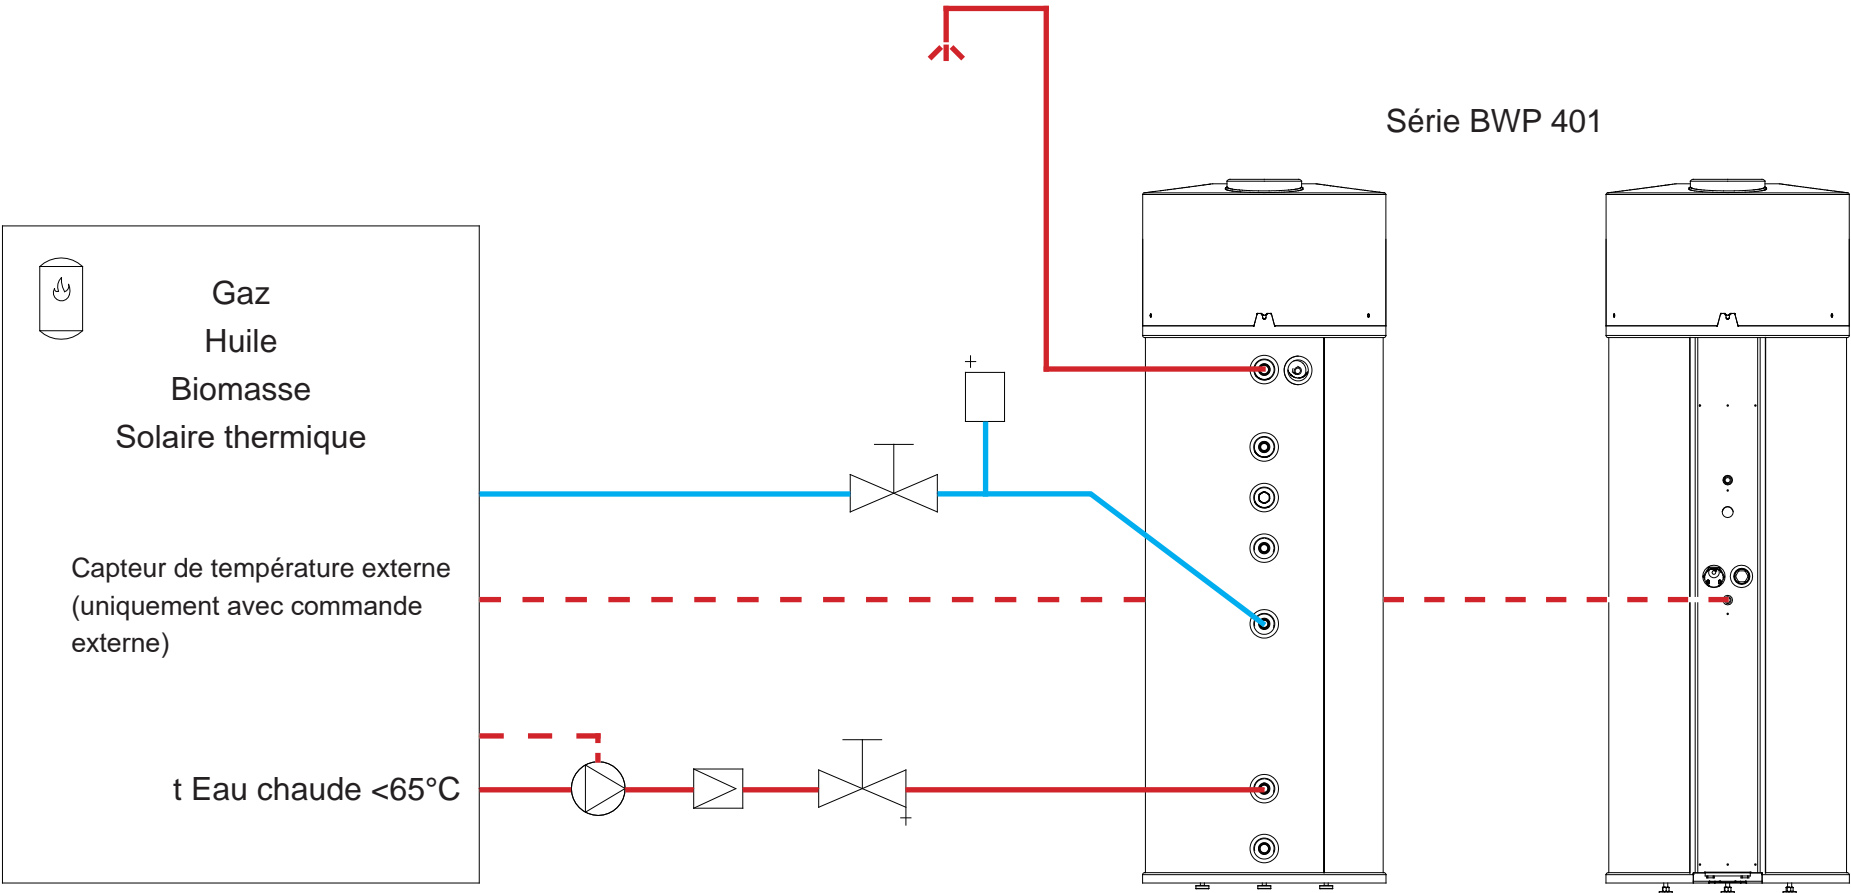 Série BWP 401
Gaz
Huile
Biomasse
Solaire thermique
Capteur de température externe
(uniquement avec commande
externe)
t Eau chaude <65°C